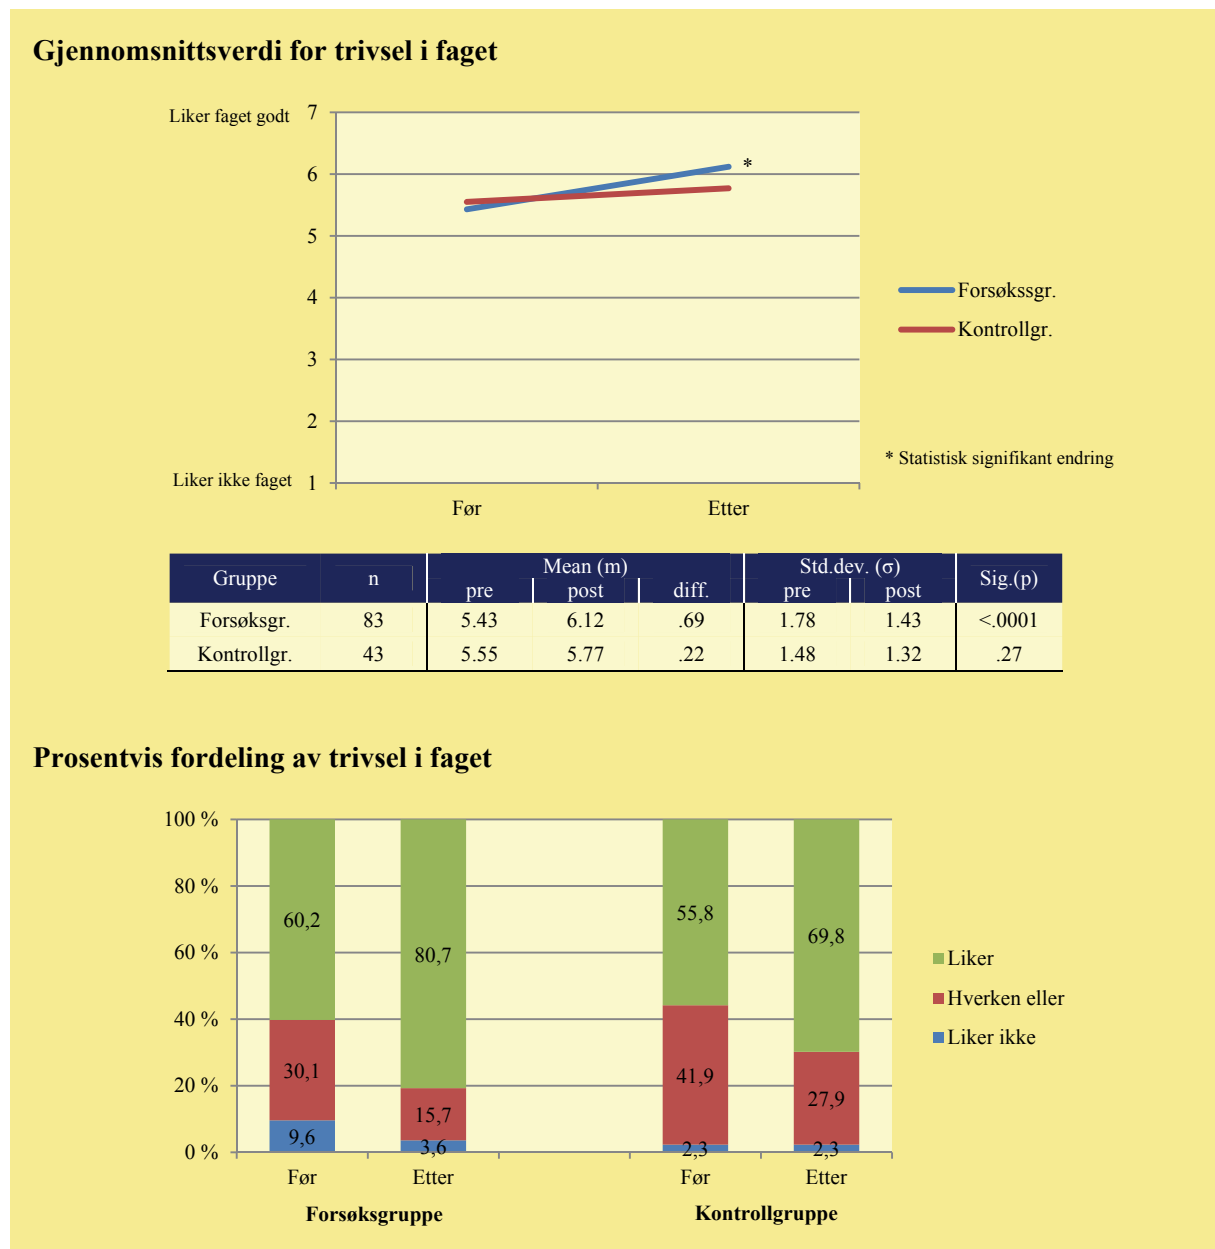 Gjennomsnittsverdi for trivsel i faget
Liker faget godt 7
6
*
5
4
3
2
Liker ikke faget 1
Før Etter
Forsøkssgr.
Kontrollgr.
* Statistisk signifikant endring
Gruppe n Mean (m) Std.dev. (σ) Sig.(p)
pre post diff. pre post
Forsøksgr. 83 5.43 6.12 .69 1.78 1.43 <.0001
Kontrollgr. 43 5.55 5.77 .22 1.48 1.32 .27
Prosentvis fordeling av trivsel i faget
100 %
80 %
60 %
40 %
20 %
0 %
60,2 80,7 55,8 69,8
30,1 15,7 41,9 27,9
9,6 3,6 2,3 2,3
Før Etter Før Etter
Forsøksgruppe Kontrollgruppe
Liker
Hverken eller
Liker ikke